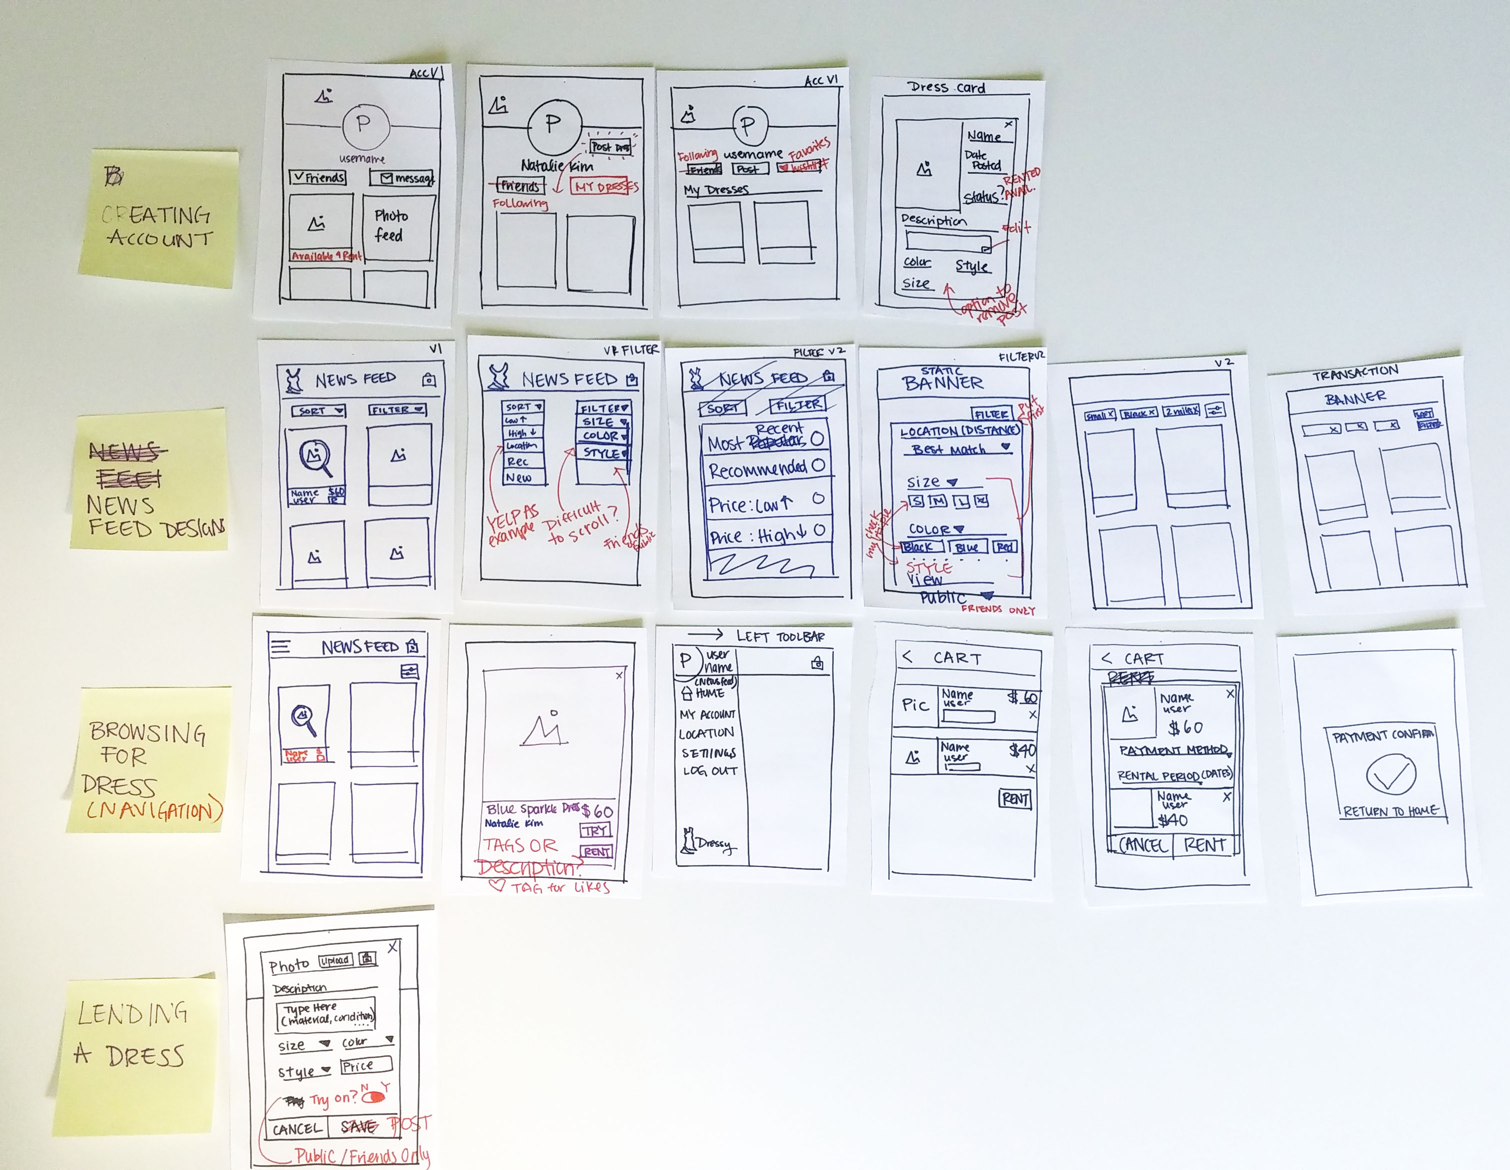 CREATING
ACCOUNT
ACC V1
P
username
Friends
message
Photo
feed
Available 4 Rent
P
Post Dress
Natalie Kim
Friends
MY DRESSES
Following
ACC V1
P
Following
username
Favorites
Friend
Post
Wishlist
My Dresses
Dress card
x
Name
Date
Posted
Status?
RENTED
AVAIL.
Description
edit
color
Style
size
option to
remove
post
NEWS
FEED
NEWS
FEED DESIGNS
V1
NEWS FEED
SORT
FILTER
Name
$60
user
VR FILTER
NEWS FEED
SORT
Low ↑
High ↓
Location
Rec
New
FILTER
SIZE
COLOR
STYLE
YELP AS
example
Difficult
to scroll?
Friends
Public
FILTER V2
NEWS FEED
SORT
FILTER
Recent
Most Popular
Recommended
Price: Low ↑
Price: High ↓
FILTER V2
STATIC
BANNER
FILTER
put
first
LOCATION (DISTANCE)
Best Match
Size
S M L
COLOR
Black
Blue
Red
STYLE
View
Public
FRIENDS ONLY
V2
Small x
Black x
2 miles x
TRANSACTION
BANNER
x
x
x
SORT
FILTER
BROWSING
FOR
DRESS
(NAVIGATION)
NEWS FEED
Name $
user
x
Blue Sparkle Dress $60
Natalie Kim
TRY
TAGS OR
RENT
Description?
♡ TAG for Likes
→ LEFT TOOLBAR
P
user
name
(Newsfeed)
HOME
MY ACCOUNT
LOCATION
SETTINGS
LOG OUT
Dressy
< CART
Pic
Name
user
$60
x
Name
user
$40
x
RENT
< CART
x
Name
user
$60
PAYMENT METHOD
RENTAL PERIOD (DATES)
Name
user
x
$40
CANCEL
RENT
PAYMENT CONFIRM
RETURN TO HOME
LENDING
A DRESS
x
Photo
Upload
Description
Type Here
(material, condition)
....
Size
Color
Style
Price
Try on?
N
Y
CANCEL
SAVE
POST
Public / Friends Only